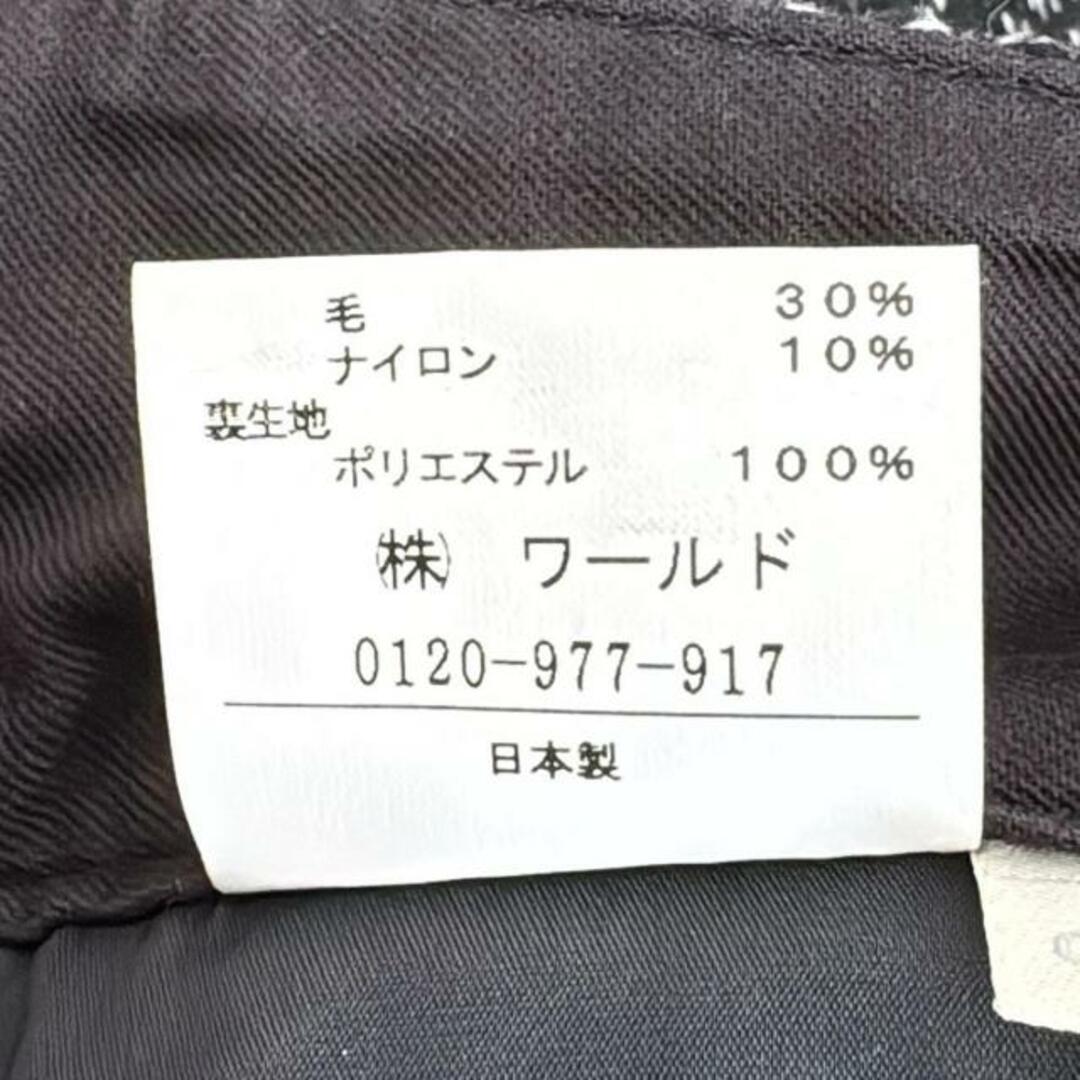 毛 30%
ナイロン 10%
裏生地
ポリエステル 100%
㈱ ワールド
0120-977-917
日本製